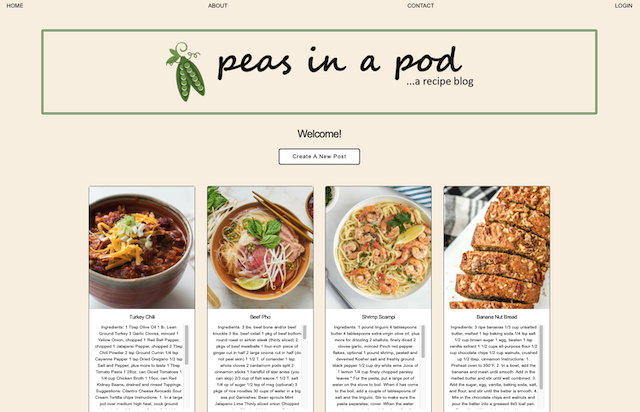 HOME ABOUT CONTACT LOGIN
peas in a pod
...a recipe blog
Welcome!
Create A New Post
Turkey Chili
Ingredients: 1 Tbsp Olive Oil 1 lb. Lean
Ground Turkey 3 Garlic Cloves, minced 1
Yellow Onion, chopped 1 Red Bell Pepper,
chopped 1 Jalapeno Pepper, chopped 2 Tbsp
Chili Powder 2 tsp Ground Cumin 1/4 tsp
Cayenne Pepper 1 tsp Dried Oregano 1/2 tsp
Salt and Pepper, plus more to taste 1 Tbsp
Tomato Paste 1 28oz. can Diced Tomatoes 1
1/4 cup Chicken Broth 1 15oz. can Red
Kidney Beans, drained and rinsed Toppings
Suggestions: Cilantro Cheese Avocado Sour
Cream Tortilla chips Instructions: 1. In a large
pot over medium high heat, cook ground
Beef Pho
Ingredients: 3 lbs. beef bone and/or beef
knuckle 3 lbs. beef oxtail 1 pkg of beef bottom
round roast or sirloin steak (thinly sliced) 2
pkgs of beef meatballs 1 four-inch piece of
ginger cut in half 2 large onions cut in half (do
not peel skin) 1 1/2 T. of coriander 1 tsp.
whole cloves 2 cardamom pods split 2
cinnamon sticks 1 handful of star anise (you
can stop) 2/3 cup of fish sauce 1 1/2 T. salt
1/4 cup of sugar 1/2 tsp of msg (optional) 3
pkgs of rice noodles 30 cups of water in a big
ass pot Garnishes: Bean sprouts Mint
Jalapenos Lime Thinly sliced onion Chopped
Shrimp Scampi
Ingredients: 1 pound linguini 4 tablespoons
butter 4 tablespoons extra-virgin olive oil, plus
more for drizzling 2 shallots, finely diced 2
cloves garlic, minced Pinch red pepper
flakes, optional 1 pound shrimp, peeled and
deveined Kosher salt and freshly ground
black pepper 1/2 cup dry white wine Juice of
1 lemon 1/4 cup finely chopped parsley
leaves " For the pasta, put a large pot of
water on the stove to boil. When it has come
to the boil, add a couple of tablespoons of
salt and the linguini. Stir to make sure the
pasta separates; cover. When the water
Banana Nut Bread
Ingredients: 3 ripe bananas 1/3 cup unsalted
butter, melted 1 tsp baking soda 1/4 tsp salt
1/2 cup brown sugar 1 egg, beaten 1 tsp
vanilla extract 1 1/2 cups all-purpose flour 1/2
cup chocolate chips 1/2 cup walnuts, crushed
up 1/2 tbsp. cinnamon Instructions: 1.
Preheat oven to 350°F. 2. In a bowl, add the
bananas and mash until smooth. Add in the
melted butter and stir until well combined. 3.
Add the sugar, egg, vanilla, baking soda, salt,
and flour, and stir until the batter is smooth. 4.
Mix in the chocolate chips and walnuts and
pour the batter into a greased 9x5 loaf pan.